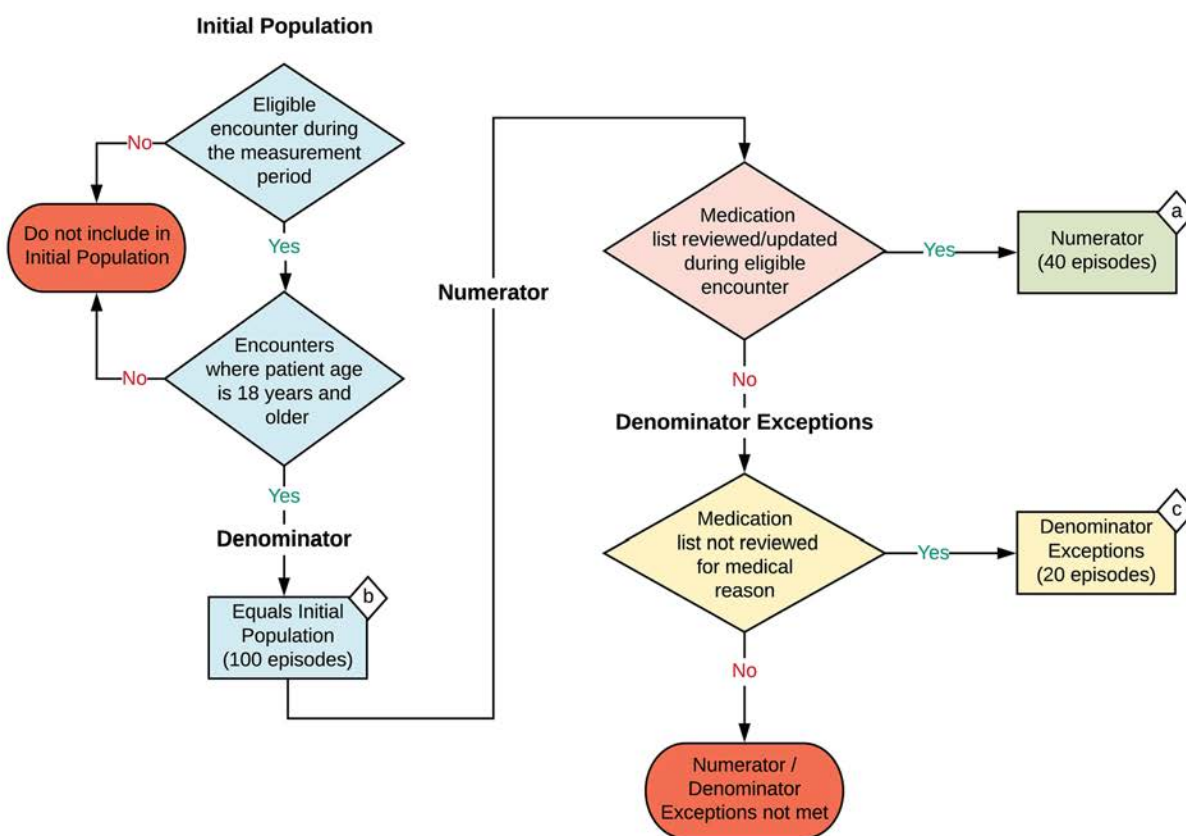 Initial Population
Eligible
encounter during
the measurement
period
No
Do not include in
Initial Population
Yes
Encounters
where patient age
is 18 years and
older
No
Yes
Denominator
b
Equals Initial
Population
(100 episodes)
Numerator
Medication
list reviewed/updated
during eligible
encounter
Yes
a
Numerator
(40 episodes)
No
Denominator Exceptions
Medication
list not reviewed
for medical
reason
Yes
c
Denominator
Exceptions
(20 episodes)
No
Numerator /
Denominator
Exceptions not met